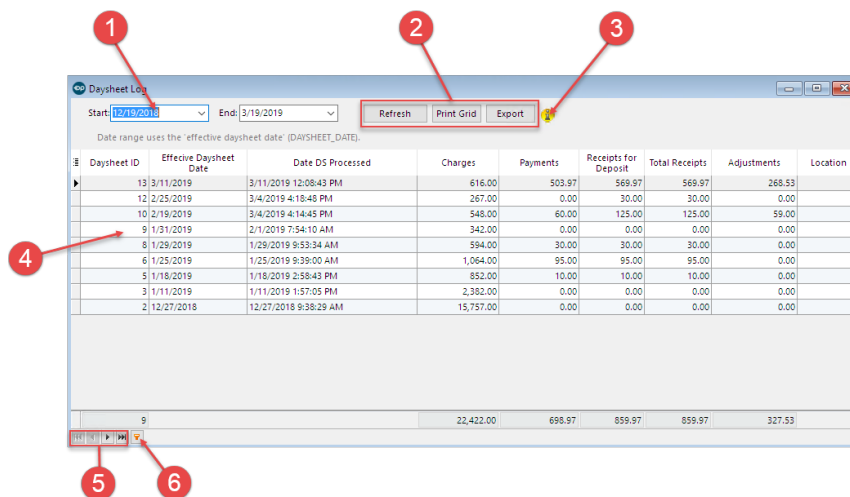 1
2
3
Daysheet Log
Start: 12/19/2018 End: 3/19/2019 Refresh Print Grid Export
Date range uses the 'effective daysheet date' (DAYSHEET_DATE).
Daysheet ID Effecive Daysheet Date Date DS Processed Charges Payments Receipts for Deposit Total Receipts Adjustments Location
13 3/11/2019 3/11/2019 12:08:43 PM 616.00 503.97 569.97 569.97 268.53
12 2/25/2019 3/4/2019 4:18:48 PM 267.00 0.00 30.00 30.00 0.00
10 2/19/2019 3/4/2019 4:14:45 PM 548.00 60.00 125.00 125.00 59.00
9 1/31/2019 2/1/2019 7:54:10 AM 342.00 0.00 0.00 0.00 0.00
8 1/29/2019 1/29/2019 9:53:34 AM 594.00 30.00 30.00 30.00 0.00
6 1/25/2019 1/25/2019 9:39:00 AM 1,064.00 95.00 95.00 95.00 0.00
5 1/18/2019 1/18/2019 2:58:43 PM 852.00 10.00 10.00 10.00 0.00
3 1/11/2019 1/11/2019 1:57:05 PM 2,382.00 0.00 0.00 0.00 0.00
2 12/27/2018 12/27/2018 9:38:29 AM 15,757.00 0.00 0.00 0.00 0.00
4
9 22,422.00 698.97 859.97 859.97 327.53
5
6